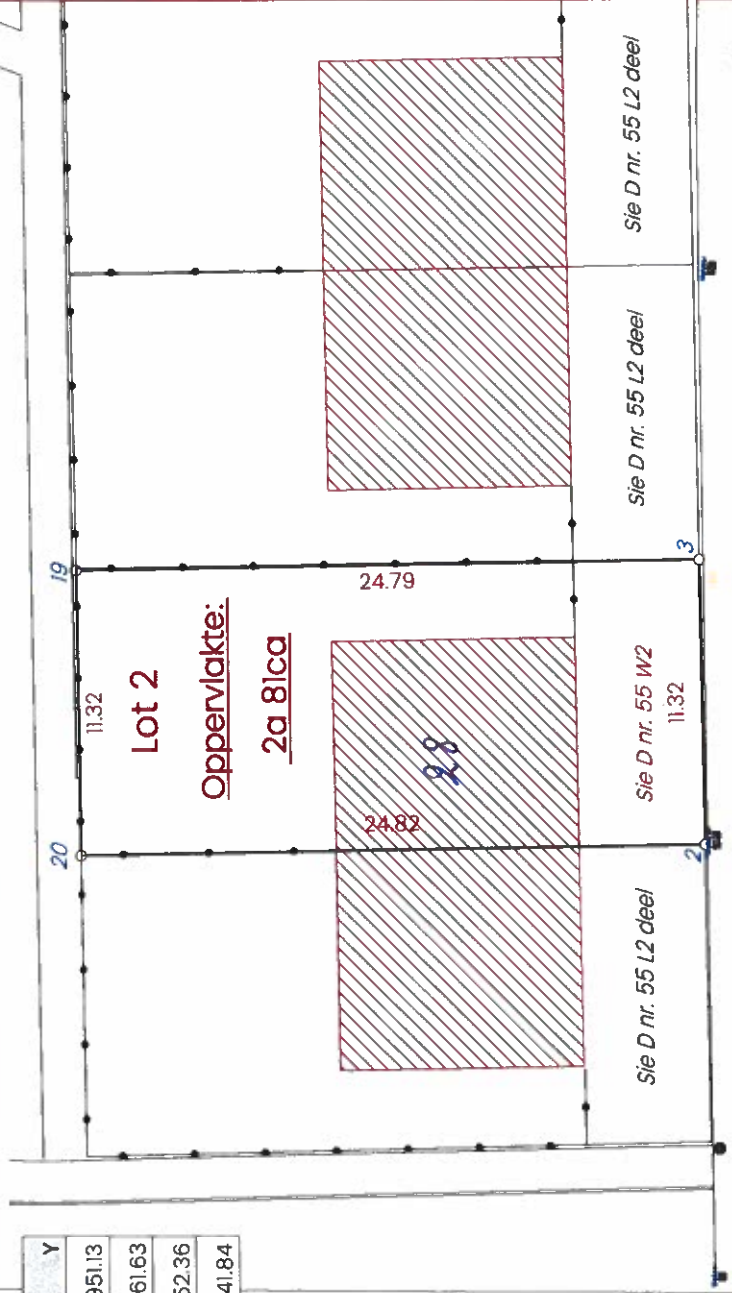 20
19
11.32
Lot 2
Oppervlakte:
2a 81ca
24.79
24.82
28
Sie D nr. 55 L2 deel
Sie D nr. 55 W2
11.32
Sie D nr. 55 L2 deel
Sie D nr. 55 L2 deel
2
3
Y
951.13
61.63
52.36
41.84